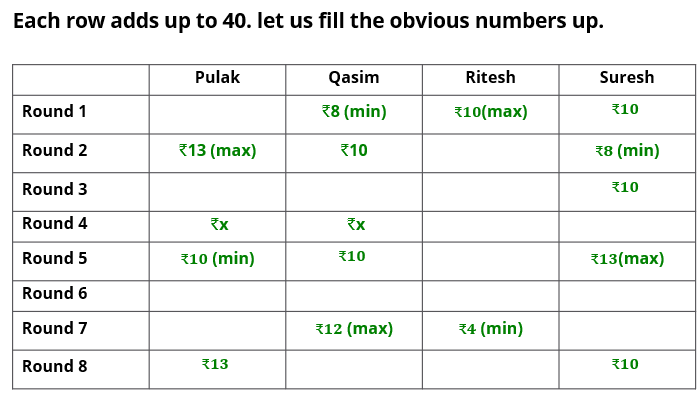 Each row adds up to 40. let us fill the obvious numbers up.
Pulak Qasim Ritesh Suresh
Round 1 ₹8 (min) ₹10(max) ₹10
Round 2 ₹13 (max) ₹10 ₹8 (min)
Round 3 ₹10
Round 4 ₹x ₹x
Round 5 ₹10 (min) ₹10 ₹13(max)
Round 6
Round 7 ₹12 (max) ₹4 (min)
Round 8 ₹13 ₹10